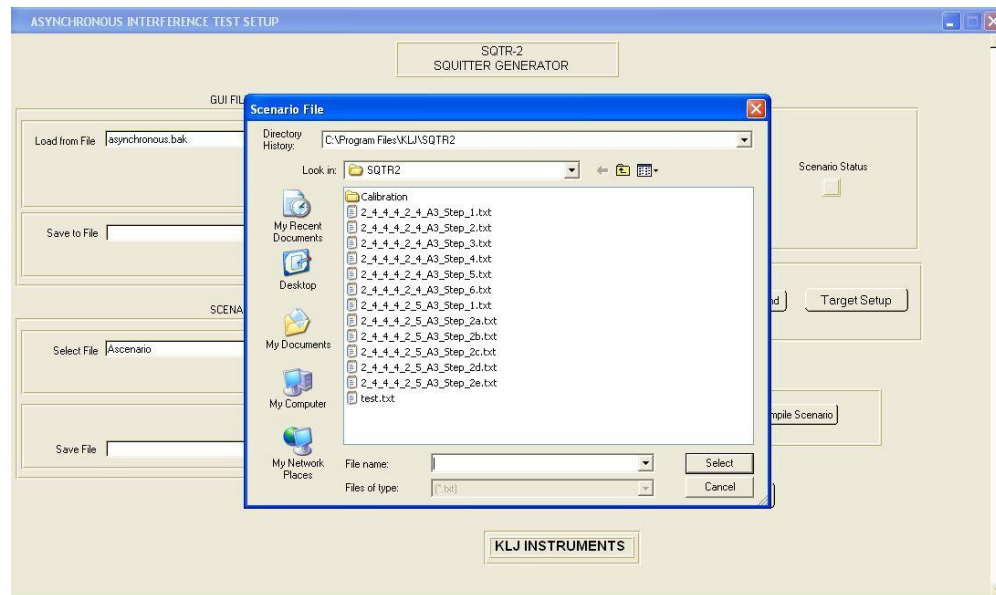 ASYNCHRONOUS INTERFERENCE TEST SETUP
SQTR-2
SQUITTER GENERATOR
GUI FIL
Load from File asynchronous.bak
Save to File
SCENA
Select File Ascenario
Save File
Scenario Status
nd
Target Setup
mpile Scenario
Scenario File
Directory
History: C:\Program Files\KLJ\SQTR2
Look in: SQTR2
My Recent
Documents
Desktop
My Documents
My Computer
My Network
Places
Calibration
2_4_4_4_2_4_A3_Step_1.txt
2_4_4_4_2_4_A3_Step_2.txt
2_4_4_4_2_4_A3_Step_3.txt
2_4_4_4_2_4_A3_Step_4.txt
2_4_4_4_2_4_A3_Step_5.txt
2_4_4_4_2_4_A3_Step_6.txt
2_4_4_4_2_5_A3_Step_1.txt
2_4_4_4_2_5_A3_Step_2a.txt
2_4_4_4_2_5_A3_Step_2b.txt
2_4_4_4_2_5_A3_Step_2c.txt
2_4_4_4_2_5_A3_Step_2d.txt
2_4_4_4_2_5_A3_Step_2e.txt
test.txt
File name:
Select
Files of type: (*.txt)
Cancel
KLJ INSTRUMENTS